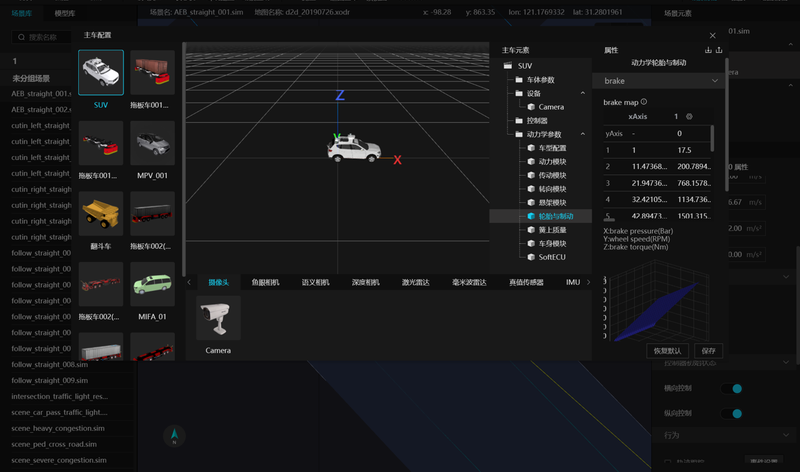 场景库 模型库
场景名: AEB_straight_001.sim 地图名称: d2d_20190726.xodr x: -98.28 y: 863.35 lon: 121.1769332 lat: 31.2801961
场景元素
搜索名称
1
未分组场景
AEB_straight_001.s
AEB_straight_002.s
cutin_left_straight_
cutin_left_straight_
cutin_left_straight_
cutin_left_straight_
cutin_right_straight
cutin_right_straight
cutin_right_straight
cutin_right_straight
follow_straight_00
follow_straight_00
follow_straight_00
follow_straight_00
follow_straight_00
follow_straight_00
follow_straight_00
follow_straight_008.sim
follow_straight_009.sim
intersection_traffic_light_res...
scene_car_pass_traffic_light....
scene_heavy_congestion.sim
scene_ped_cross_road.sim
scene_severe_congestion.sim
主车配置
SUV 拖板车001...
拖板车001... MPV_001
翻斗车 拖板车002(...
拖板车002(... MIFA_01
Z
Y
X
摄像头 鱼眼相机 语义相机 深度相机 激光雷达 毫米波雷达 真值传感器 IMU
Camera
主车元素
SUV
车体参数
设备
Camera
控制器
动力学参数
车型配置
动力模块
传动模块
转向模块
悬架模块
轮胎与制动
簧上质量
车身模块
SoftECU
属性
动力学轮胎与制动
brake
brake map
xAxis 1
yAxis - 0
1 1 17.5
2 11.47368... 200.7894...
3 21.94736... 768.1578...
4 32.42105... 1134.736...
5 42.89473... 1501.315...
X:brake pressure(Bar)
Y:wheel speed(RPM)
Z:brake torque(Nm)
恢复默认 保存
01.sim
era
属性
m/s
6.67 m/s²
2.00 m/s²
0.00 m/s²
横向控制
纵向控制
行为